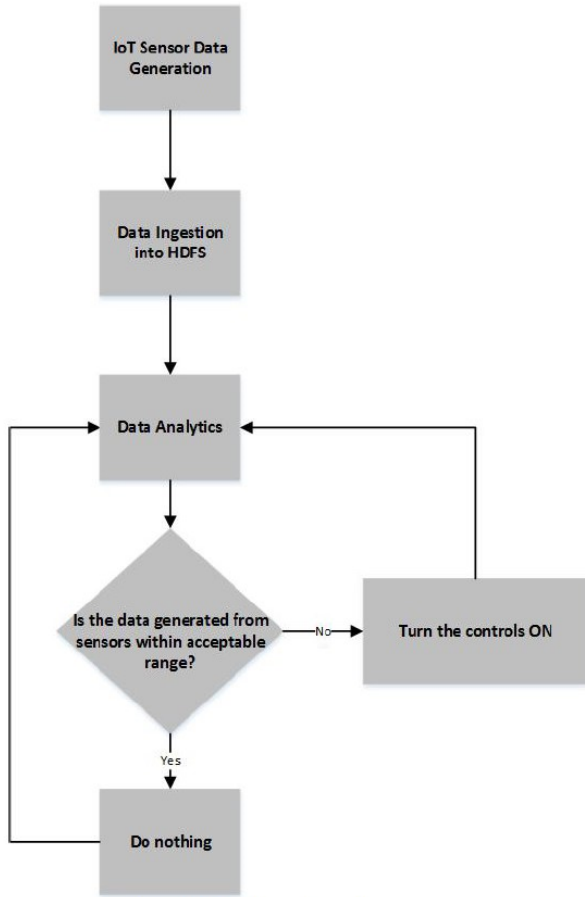 IoT Sensor Data
Generation
Data Ingestion
into HDFS
Data Analytics
Is the data generated from
sensors within acceptable
range?
No
Turn the controls ON
Yes
Do nothing